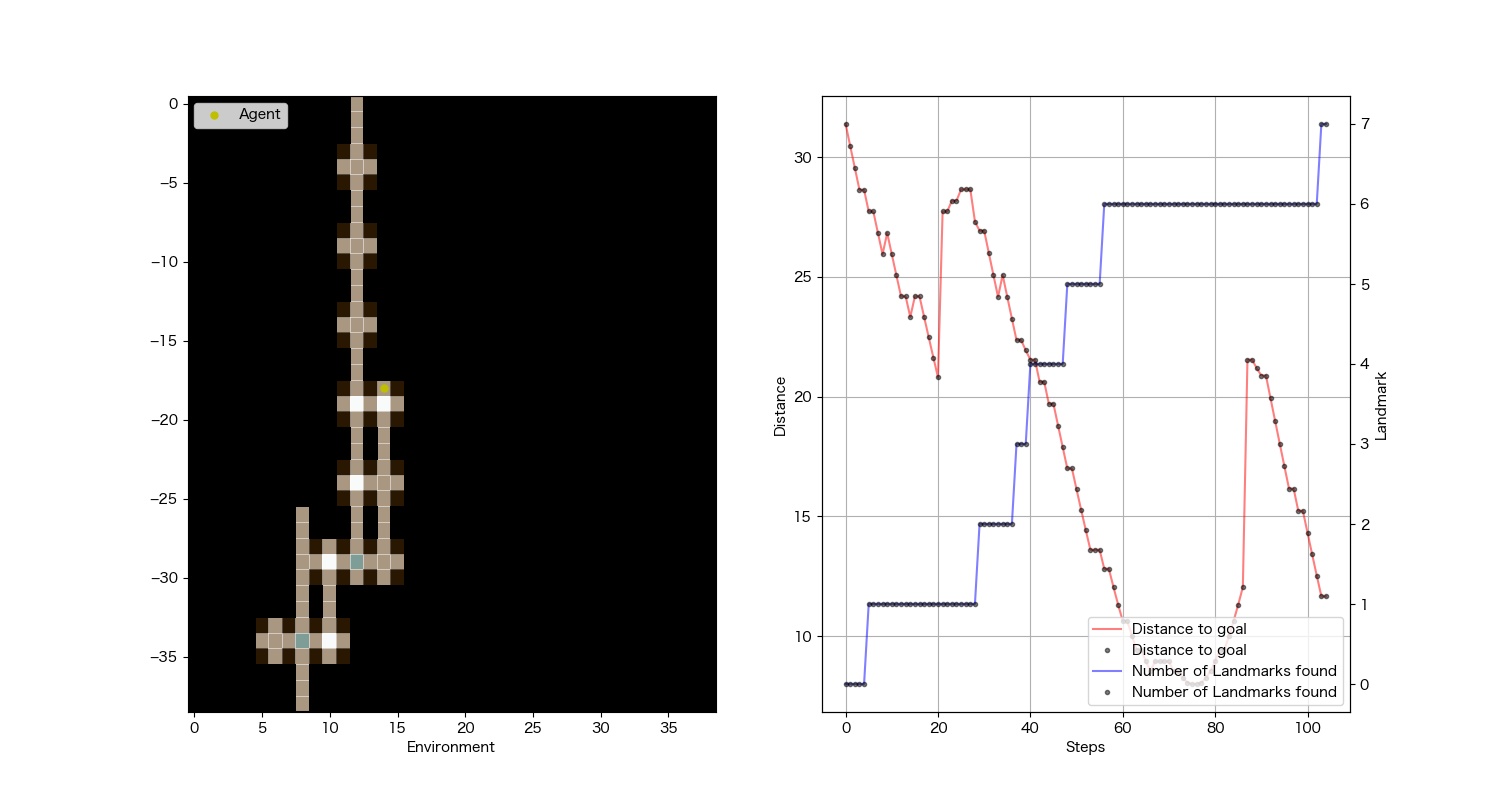 Agent
0
−5
−10
−15
−20
−25
−30
−35
0 5 10 15 20 25 30 35
Environment
30
25
20
15
10
Distance
0 20 40 60 80 100
Steps
7
6
5
4
3
2
1
0
Landmark
Distance to goal
Distance to goal
Number of Landmarks found
Number of Landmarks found